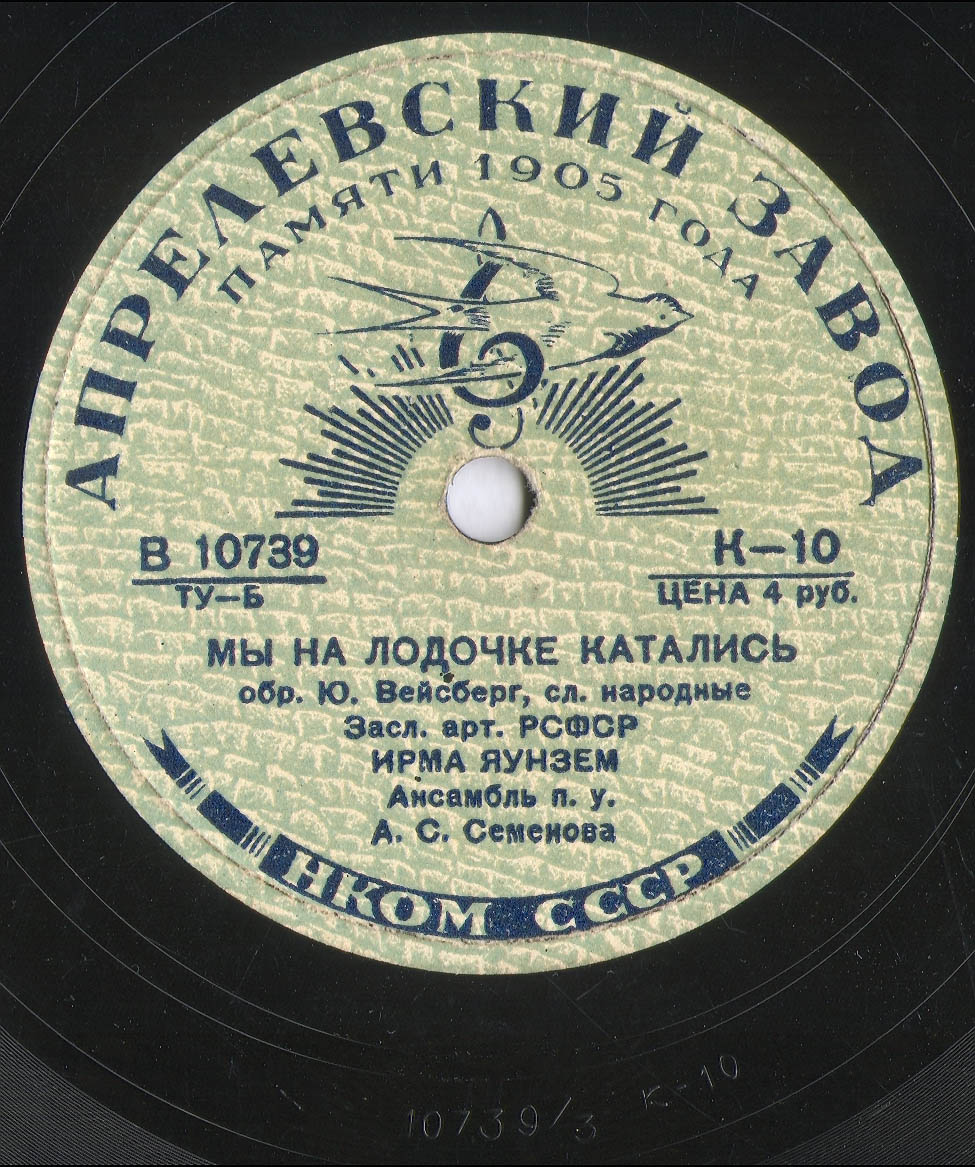 АПРЕЛЕВСКИЙ ЗАВОД
ПАМЯТИ 1905 ГОДА
В 10739
ТУ—Б
К—10
ЦЕНА 4 руб.
МЫ НА ЛОДОЧКЕ КАТАЛИСЬ
обр. Ю. Вейсберг, сл. народные
Засл. арт. РСФСР
ИРМА ЯУНЗЕМ
Ансамбль п. у.
А. С. Семенова
НКОМ СССР
10739/3 К-10